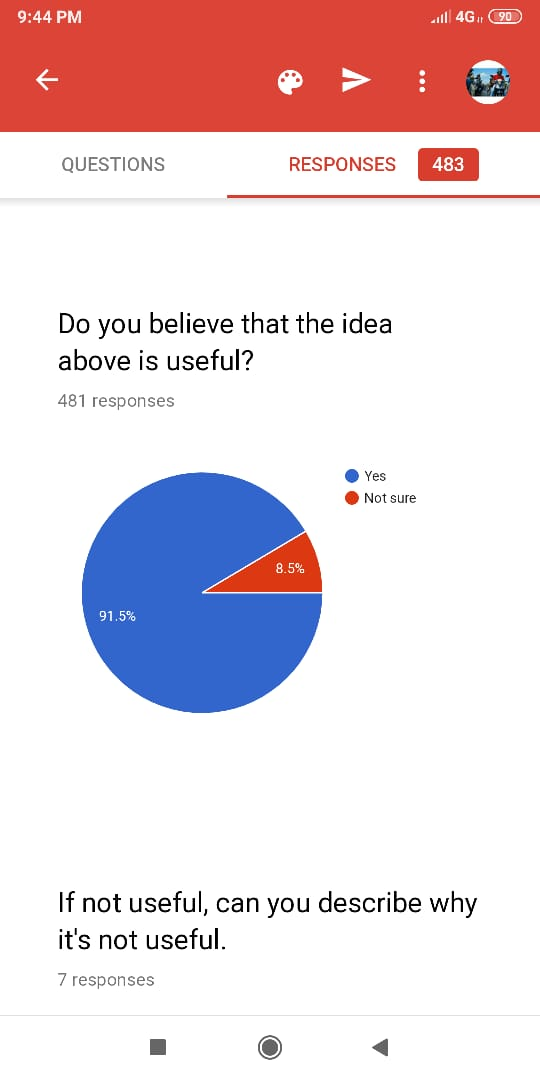 9:44 PM 4G 90
QUESTIONS RESPONSES 483
Do you believe that the idea
above is useful?
481 responses
Yes
Not sure
8.5%
91.5%
If not useful, can you describe why
it's not useful.
7 responses